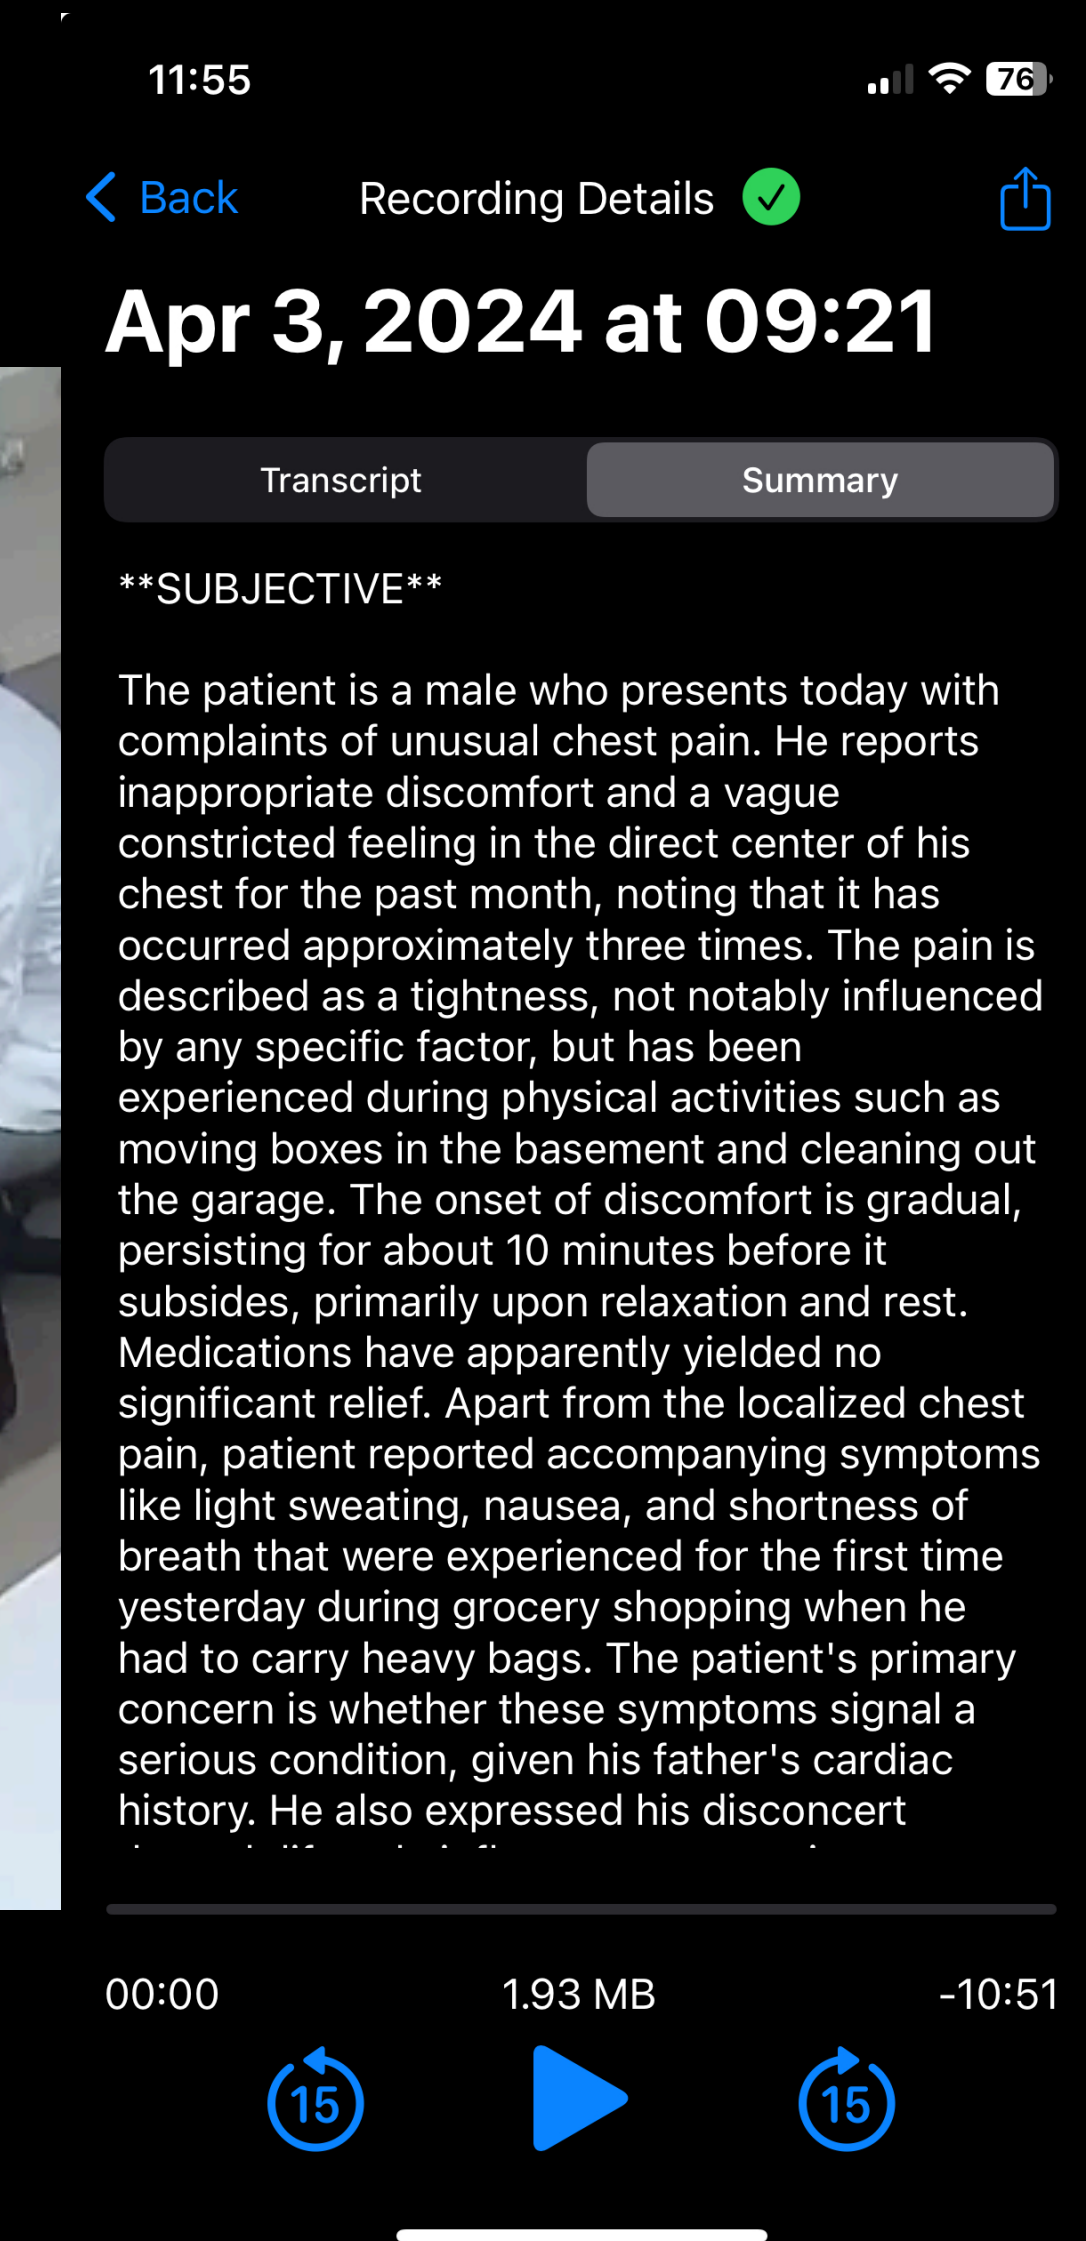 11:55
76
Back
Recording Details
Apr 3, 2024 at 09:21
Transcript
Summary
**SUBJECTIVE**
The patient is a male who presents today with
complaints of unusual chest pain. He reports
inappropriate discomfort and a vague
constricted feeling in the direct center of his
chest for the past month, noting that it has
occurred approximately three times. The pain is
described as a tightness, not notably influenced
by any specific factor, but has been
experienced during physical activities such as
moving boxes in the basement and cleaning out
the garage. The onset of discomfort is gradual,
persisting for about 10 minutes before it
subsides, primarily upon relaxation and rest.
Medications have apparently yielded no
significant relief. Apart from the localized chest
pain, patient reported accompanying symptoms
like light sweating, nausea, and shortness of
breath that were experienced for the first time
yesterday during grocery shopping when he
had to carry heavy bags. The patient's primary
concern is whether these symptoms signal a
serious condition, given his father's cardiac
history. He also expressed his disconcert
00:00
1.93 MB
-10:51
15
15